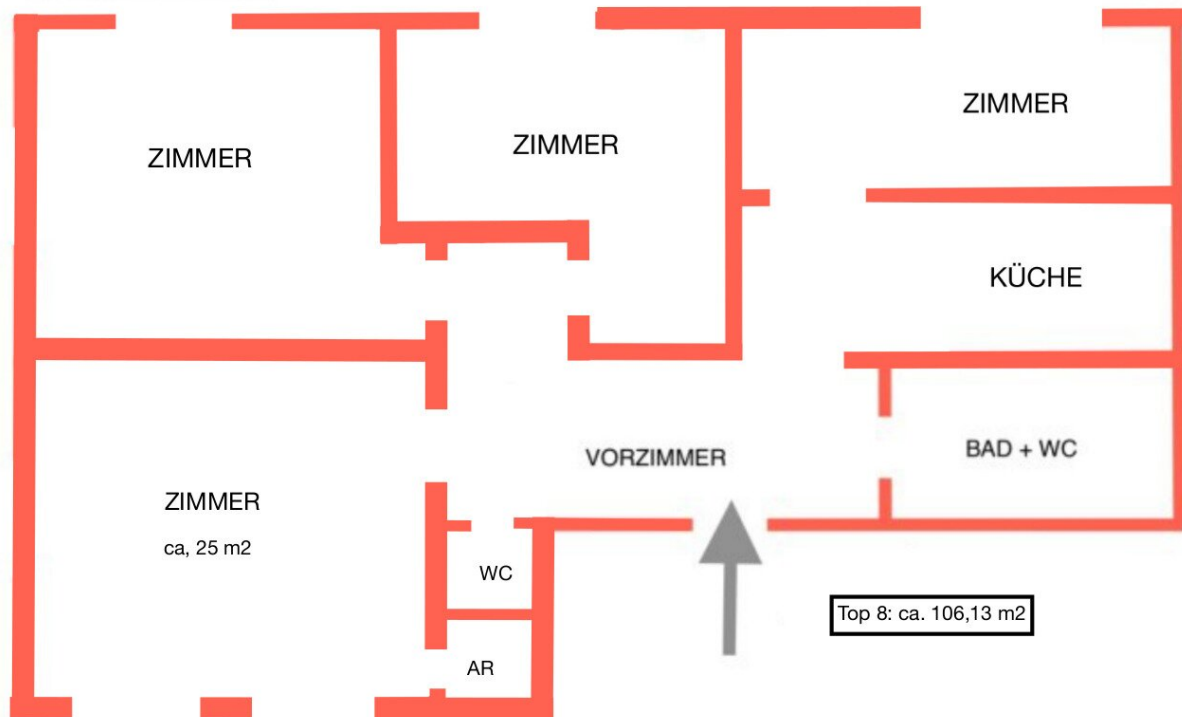 ZIMMER
ZIMMER
ZIMMER
KÜCHE
VORZIMMER
BAD + WC
ZIMMER
ca, 25 m2
WC
AR
Top 8: ca. 106,13 m2